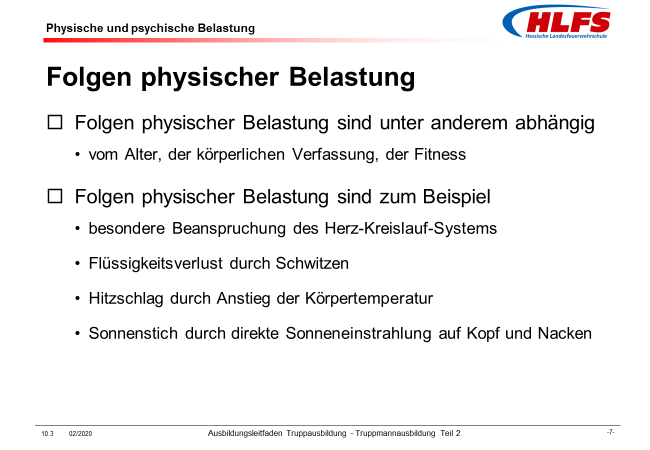 Physische und psychische Belastung
HLFS
Hessische Landesfeuerwehrschule
Folgen physischer Belastung
Folgen physischer Belastung sind unter anderem abhängig
• vom Alter, der körperlichen Verfassung, der Fitness
Folgen physischer Belastung sind zum Beispiel
• besondere Beanspruchung des Herz-Kreislauf-Systems
• Flüssigkeitsverlust durch Schwitzen
• Hitzschlag durch Anstieg der Körpertemperatur
• Sonnenstich durch direkte Sonneneinstrahlung auf Kopf und Nacken
10.3 02/2020 Ausbildungsleitfaden Truppausbildung - Truppmannausbildung Teil 2 -7-